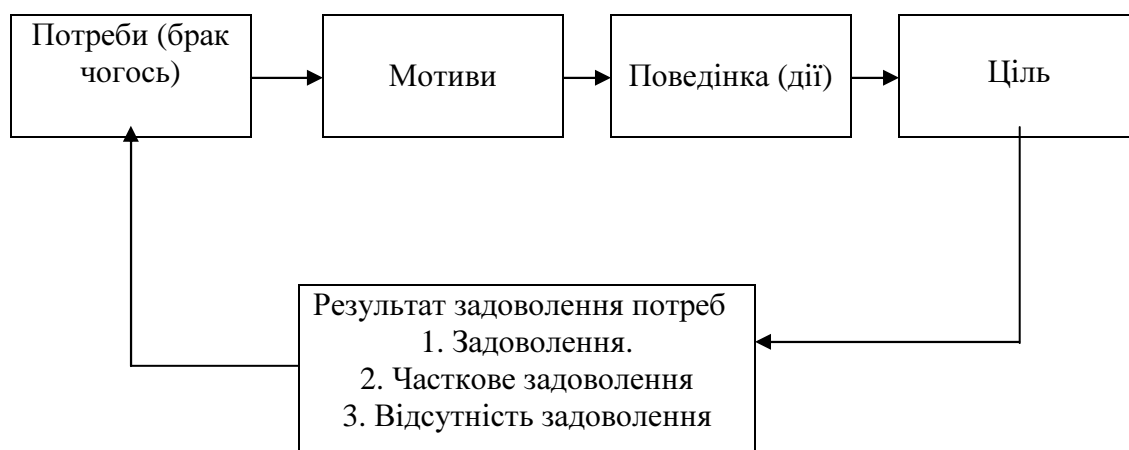 Потреби (брак
чогось)
Мотиви
Поведінка (дії)
Ціль
Результат задоволення потреб
1. Задоволення.
2. Часткове задоволення
3. Відсутність задоволення